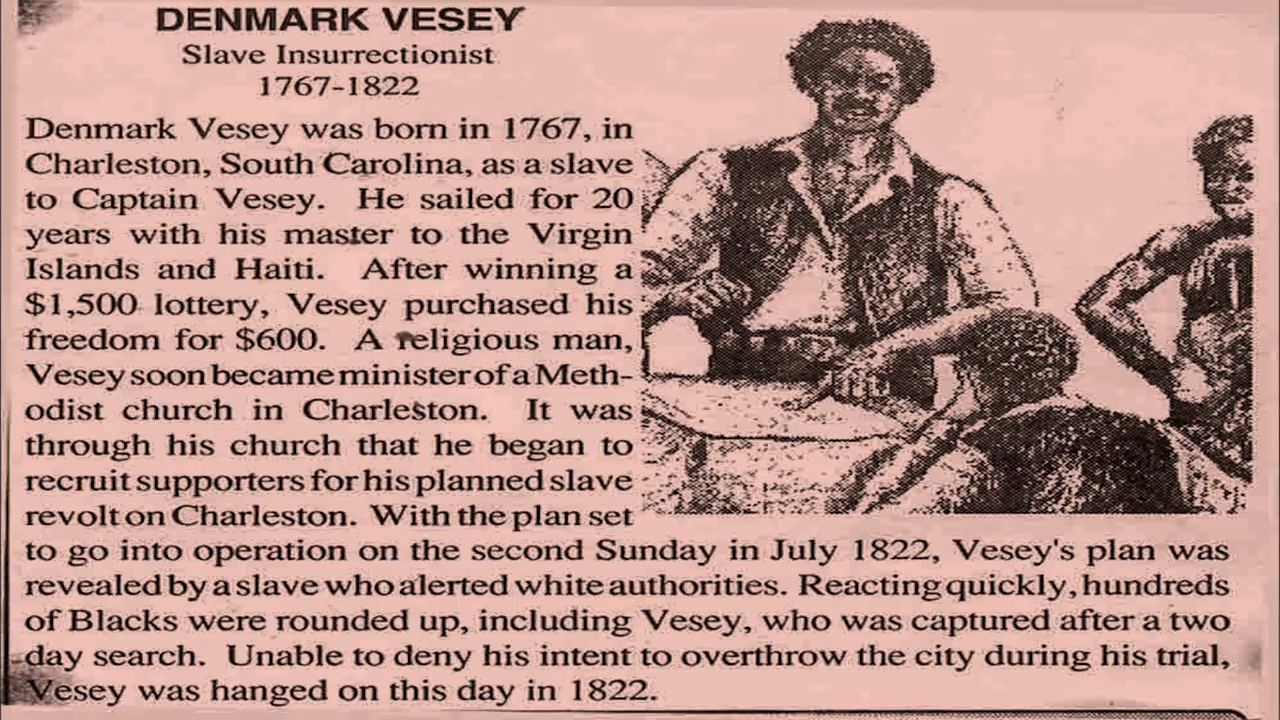 DENMARK VESEY
Slave Insurrectionist
1767-1822
Denmark Vesey was born in 1767, in
Charleston, South Carolina, as a slave
to Captain Vesey. He sailed for 20
years with his master to the Virgin
Islands and Haiti. After winning a
$1,500 lottery, Vesey purchased his
freedom for $600. A religious man,
Vesey soon became minister of a Meth-
odist church in Charleston. It was
through his church that he began to
recruit supporters for his planned slave
revolt on Charleston. With the plan set
to go into operation on the second Sunday in July 1822, Vesey's plan was
revealed by a slave who alerted white authorities. Reacting quickly, hundreds
of Blacks were rounded up, including Vesey, who was captured after a two
day search. Unable to deny his intent to overthrow the city during his trial,
Vesey was hanged on this day in 1822.